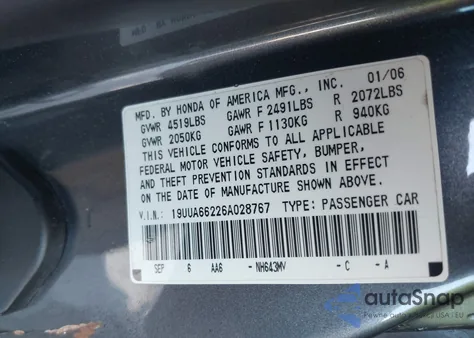 MFD. BY HONDA OF AMERICA MFG., INC. 01/06
GVWR 4519LBS GAWR F 2491LBS R 2072LBS
GVWR 2050KG GAWR F 1130KG R 940KG
THIS VEHICLE CONFORMS TO ALL APPLICABLE
FEDERAL MOTOR VEHICLE SAFETY, BUMPER,
AND THEFT PREVENTION STANDARDS IN EFFECT
ON THE DATE OF MANUFACTURE SHOWN ABOVE.
V.I.N.: 19UUA66226A028767 TYPE: PASSENGER CAR
SEP 6 AA6 - NH643MV - C - A
autoSnap